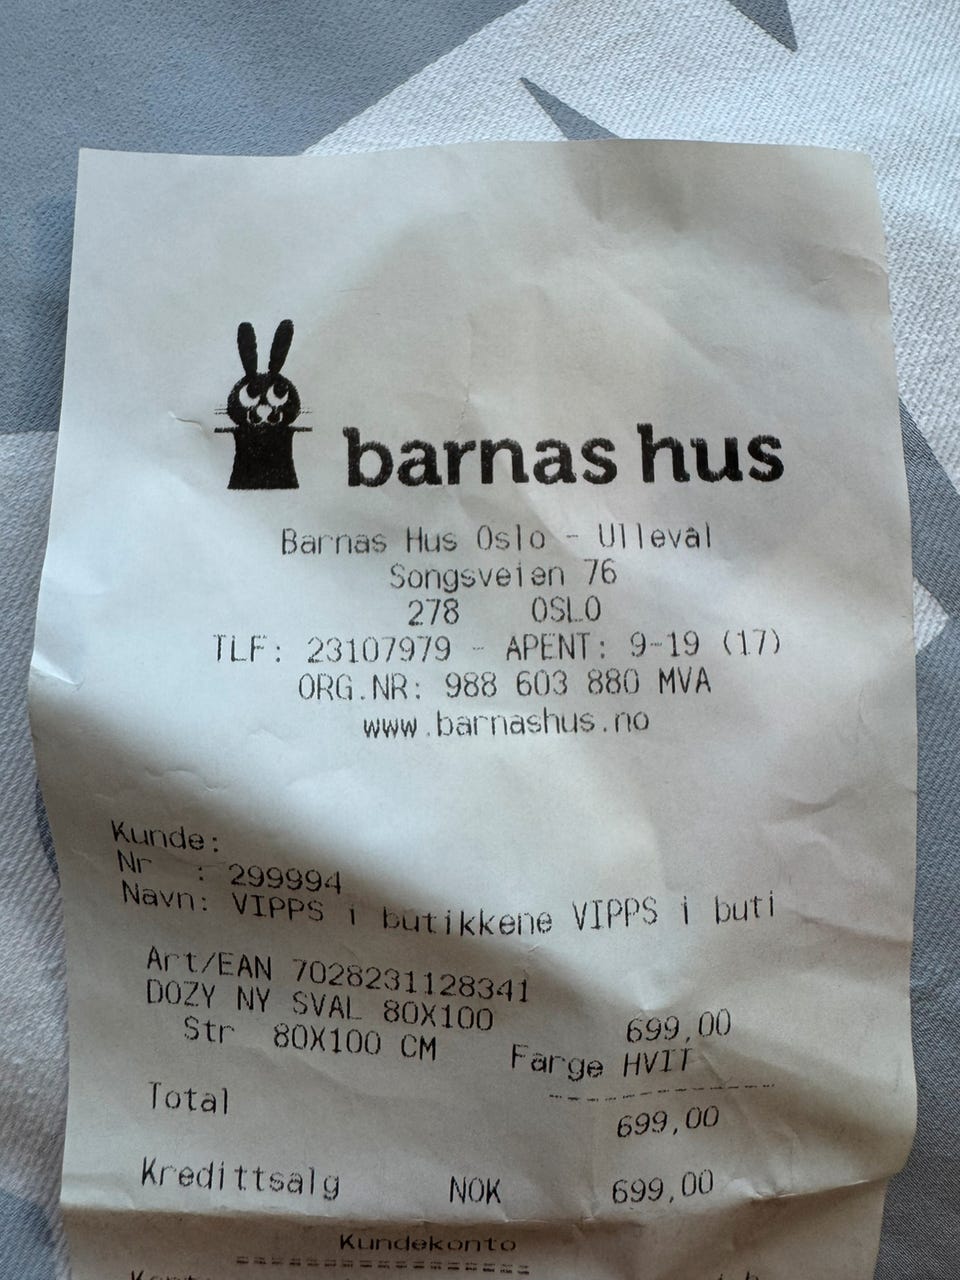 barnas hus
Barnas Hus Oslo - Ulleval
Songsveien 76
278 OSLO
TLF: 23107979 - APENT: 9-19 (17)
ORG.NR: 988 603 880 MVA
www.barnashus.no
Kunde:
Nr : 299994
Navn: VIPPS i butikkene VIPPS i buti
Art/EAN 7028231128341
DOZY NY SVAL 80X100 699,00
Str 80X100 CM Farge HVIT
Total 699,00
Kredittsalg NOK 699,00
Kundekonto